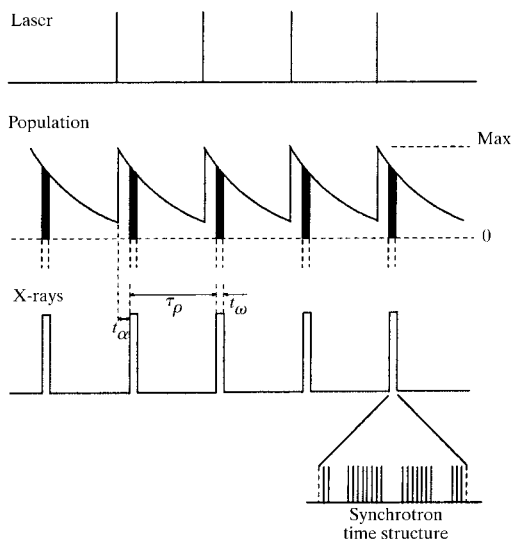 Laser
Population
Max
0
X-rays
τρ
tω
tα
Synchrotron
time structure